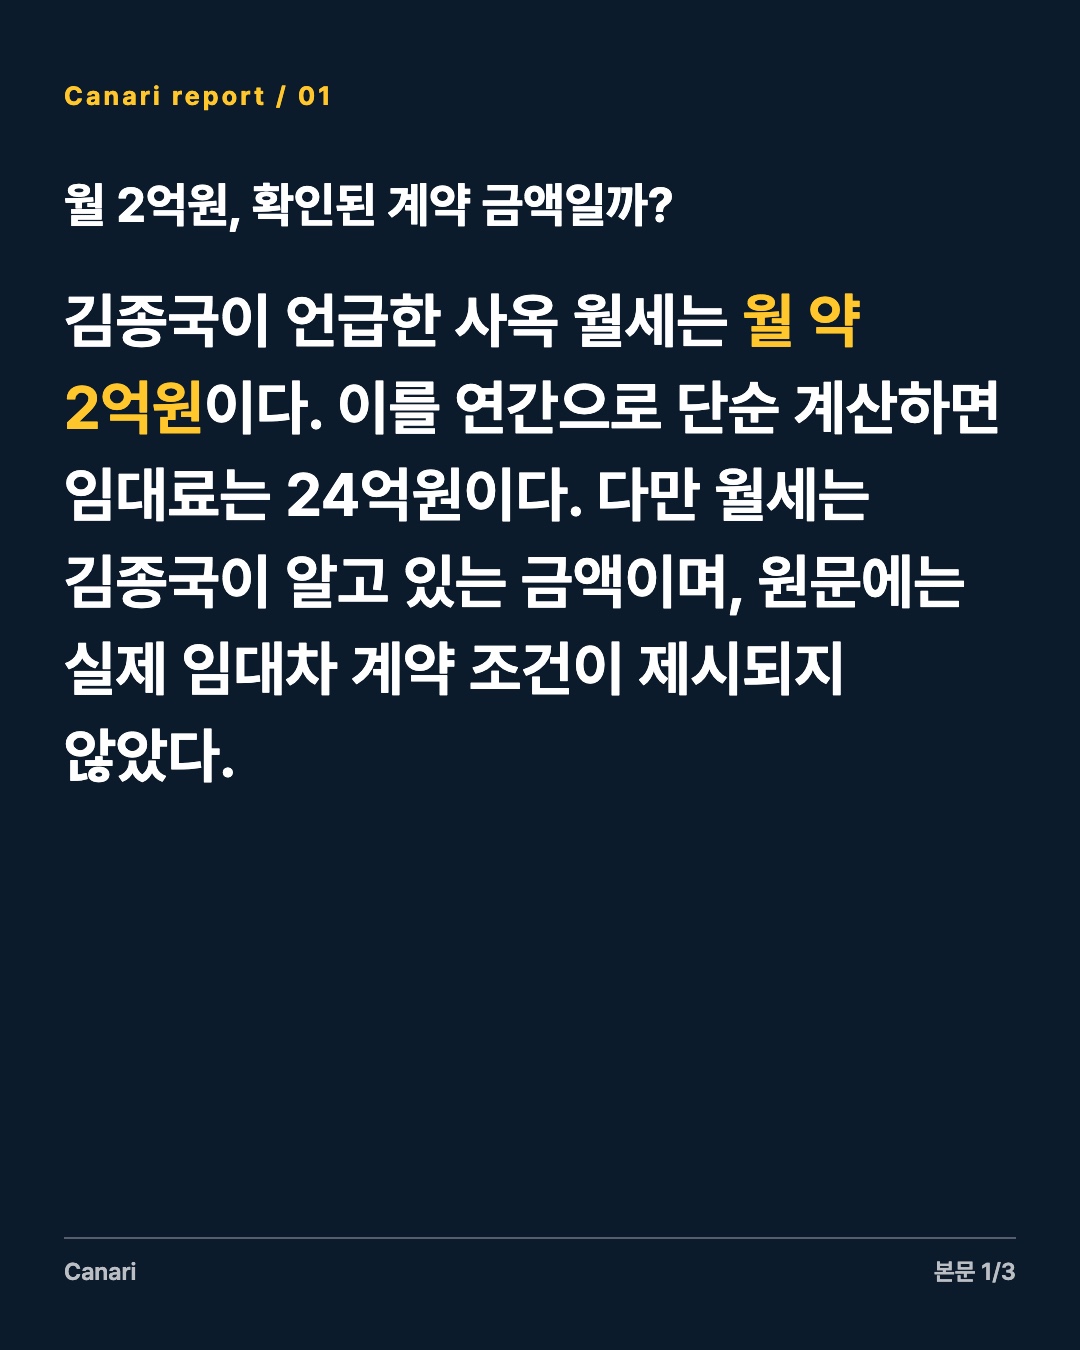 Canari report / 01
월 2억원, 확인된 계약 금액일까?
김종국이 언급한 사옥 월세는 월 약
2억원이다. 이를 연간으로 단순 계산하면
임대료는 24억원이다. 다만 월세는
김종국이 알고 있는 금액이며, 원문에는
실제 임대차 계약 조건이 제시되지
않았다.
Canari
본문 1/3